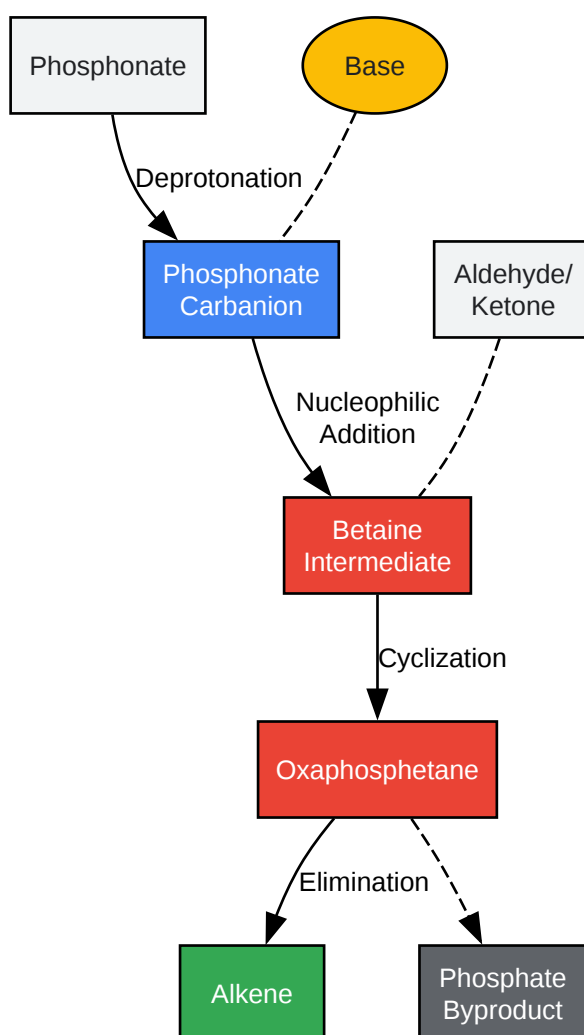 Phosphonate
Base
Deprotonation
Phosphonate
Carbanion
Aldehyde/
Ketone
Nucleophilic
Addition
Betaine
Intermediate
Cyclization
Oxaphosphetane
Elimination
Alkene
Phosphate
Byproduct